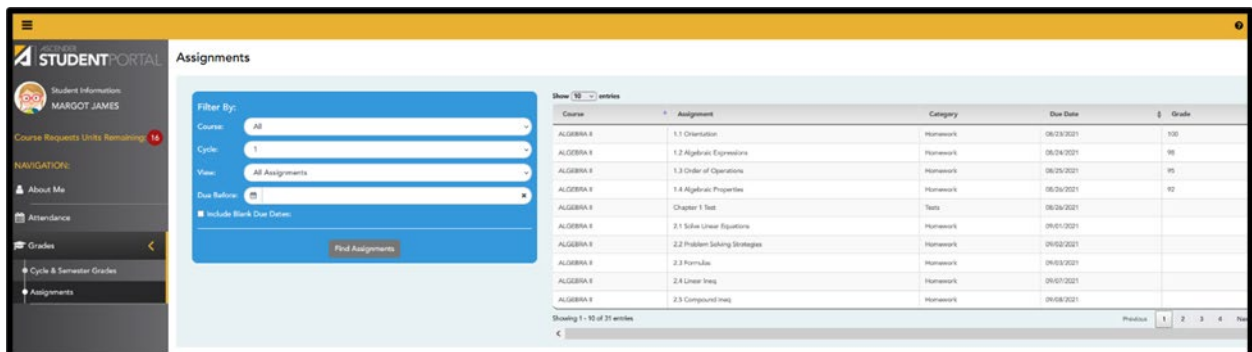 ASCENDER
STUDENTPORTAL
Student Information:
MARGOT JAMES
Course Requests Units Remaining: 16
NAVIGATION:
About Me
Attendance
Grades
Cycle & Semester Grades
Assignments
Assignments
Filter By:
Course: All
Cycle: 1
View: All Assignments
Due Before:
Include Blank Due Dates:
Find Assignments
Show 10 entries
Course Assignment Category Due Date Grade
ALGEBRA II 1.1 Orientation Homework 08/23/2021 100
ALGEBRA II 1.2 Algebraic Expressions Homework 08/24/2021 98
ALGEBRA II 1.3 Order of Operations Homework 08/25/2021 95
ALGEBRA II 1.4 Algebraic Properties Homework 08/26/2021 92
ALGEBRA II Chapter 1 Test Tests 08/26/2021
ALGEBRA II 2.1 Solve Linear Equations Homework 09/01/2021
ALGEBRA II 2.2 Problem Solving Strategies Homework 09/02/2021
ALGEBRA II 2.3 Formulas Homework 09/03/2021
ALGEBRA II 2.4 Linear Ineq Homework 09/07/2021
ALGEBRA II 2.5 Compound Ineq Homework 09/08/2021
Showing 1 - 10 of 31 entries
Previous 1 2 3 4 Nex